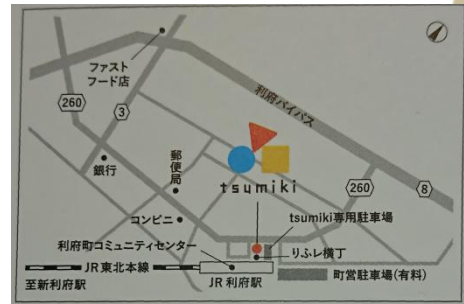 ファスト
フード店
260
3
利府バイパス
銀行
郵便局
tsumiki
260
8
コンビニ
tsumiki専用駐車場
利府町コミュニティセンター
りふレ横丁
JR東北本線
JR 利府駅
町営駐車場(有料)
至新利府駅